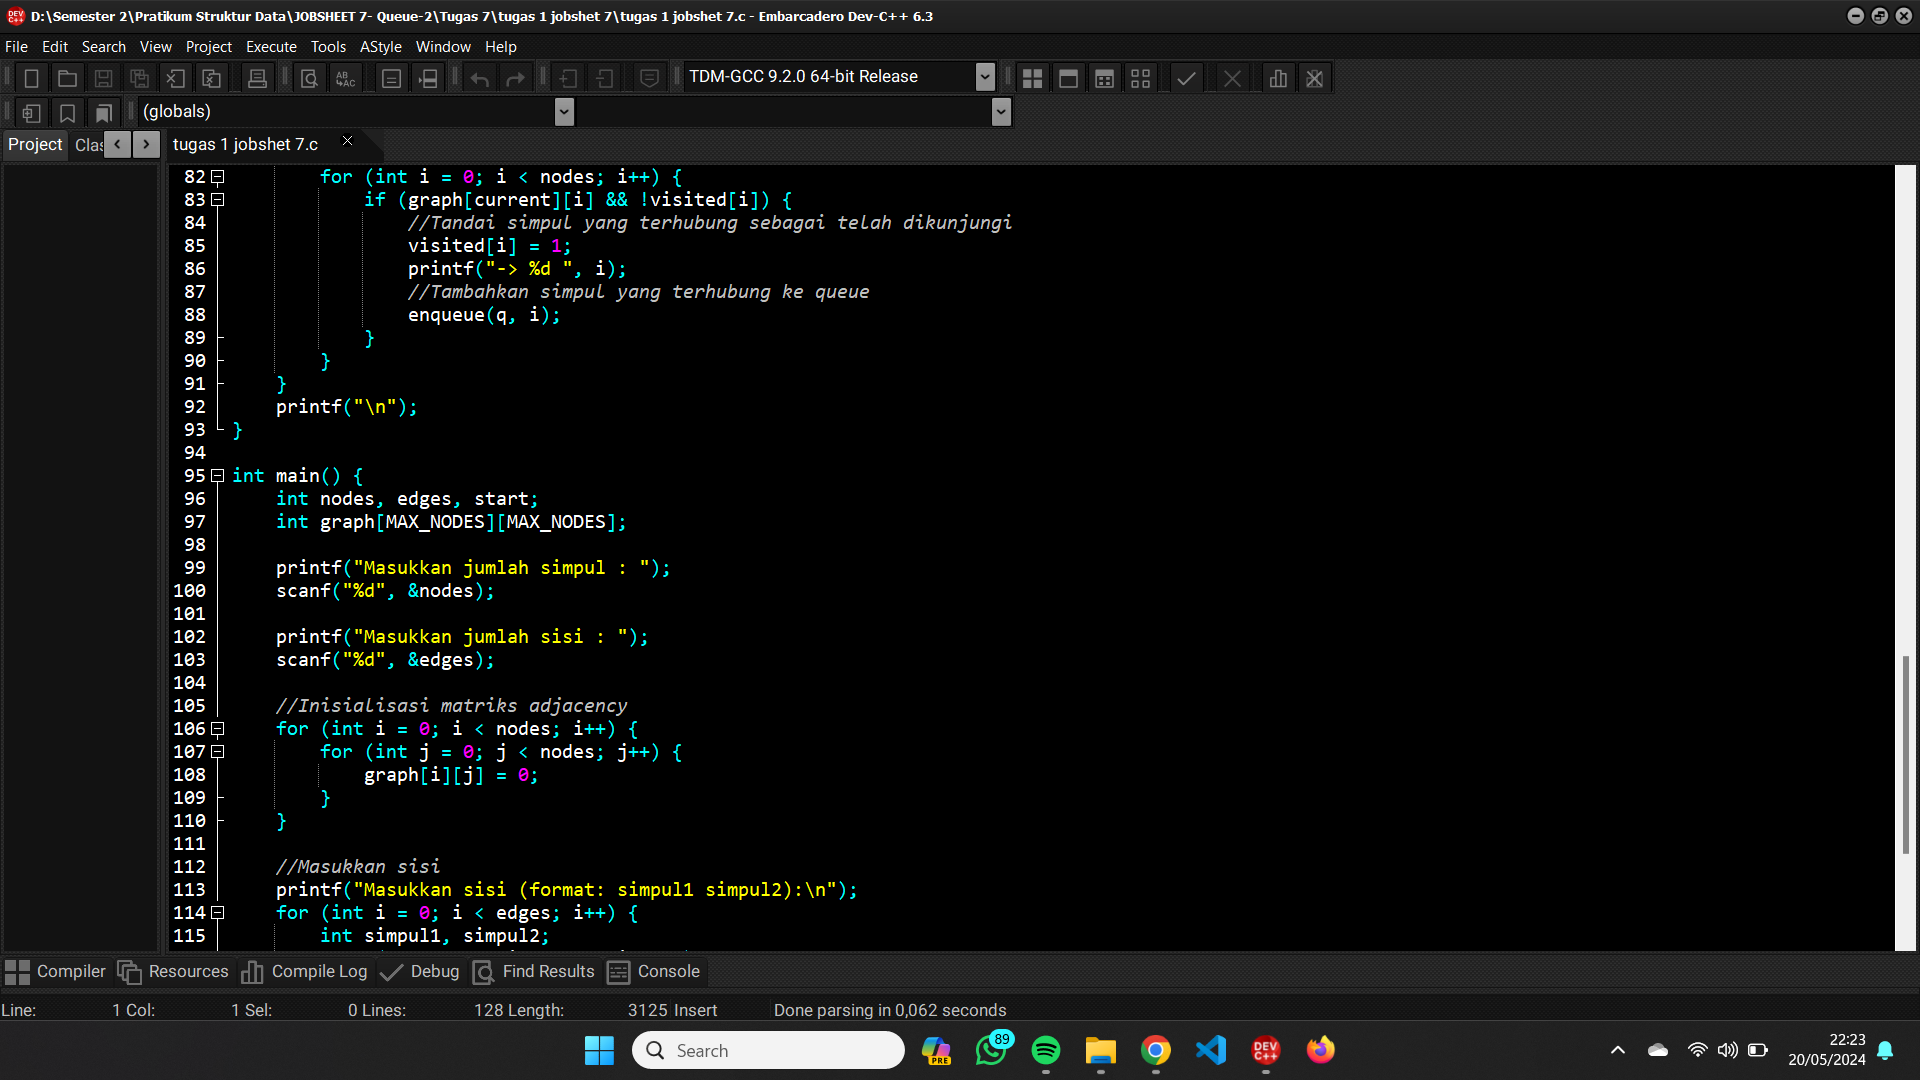 D:\Semester 2\Pratikum Struktur Data\JOBSHEET 7- Queue-2\Tugas 7\tugas 1 jobshet 7\tugas 1 jobshet 7.c - Embarcadero Dev-C++ 6.3
File Edit Search View Project Execute Tools AStyle Window Help
TDM-GCC 9.2.0 64-bit Release
(globals)
Project Clas tugas 1 jobshet 7.c
82 for (int i = 0; i < nodes; i++) {
83 if (graph[current][i] && !visited[i]) {
84 //Tandai simpul yang terhubung sebagai telah dikunjungi
85 visited[i] = 1;
86 printf("-> %d ", i);
87 //Tambahkan simpul yang terhubung ke queue
88 enqueue(q, i);
89 }
90 }
91 }
92 printf("\n");
93 }
94
95 int main() {
96 int nodes, edges, start;
97 int graph[MAX_NODES][MAX_NODES];
98
99 printf("Masukkan jumlah simpul : ");
100 scanf("%d", &nodes);
101
102 printf("Masukkan jumlah sisi : ");
103 scanf("%d", &edges);
104
105 //Inisialisasi matriks adjacency
106 for (int i = 0; i < nodes; i++) {
107 for (int j = 0; j < nodes; j++) {
108 graph[i][j] = 0;
109 }
110 }
111
112 //Masukkan sisi
113 printf("Masukkan sisi (format: simpul1 simpul2):\n");
114 for (int i = 0; i < edges; i++) {
115 int simpul1, simpul2;
Compiler Resources Compile Log Debug Find Results Console
Line: 1 Col: 1 Sel: 0 Lines: 128 Length: 3125 Insert Done parsing in 0,062 seconds
Search PRE 89 DEV C++ 22:23
20/05/2024